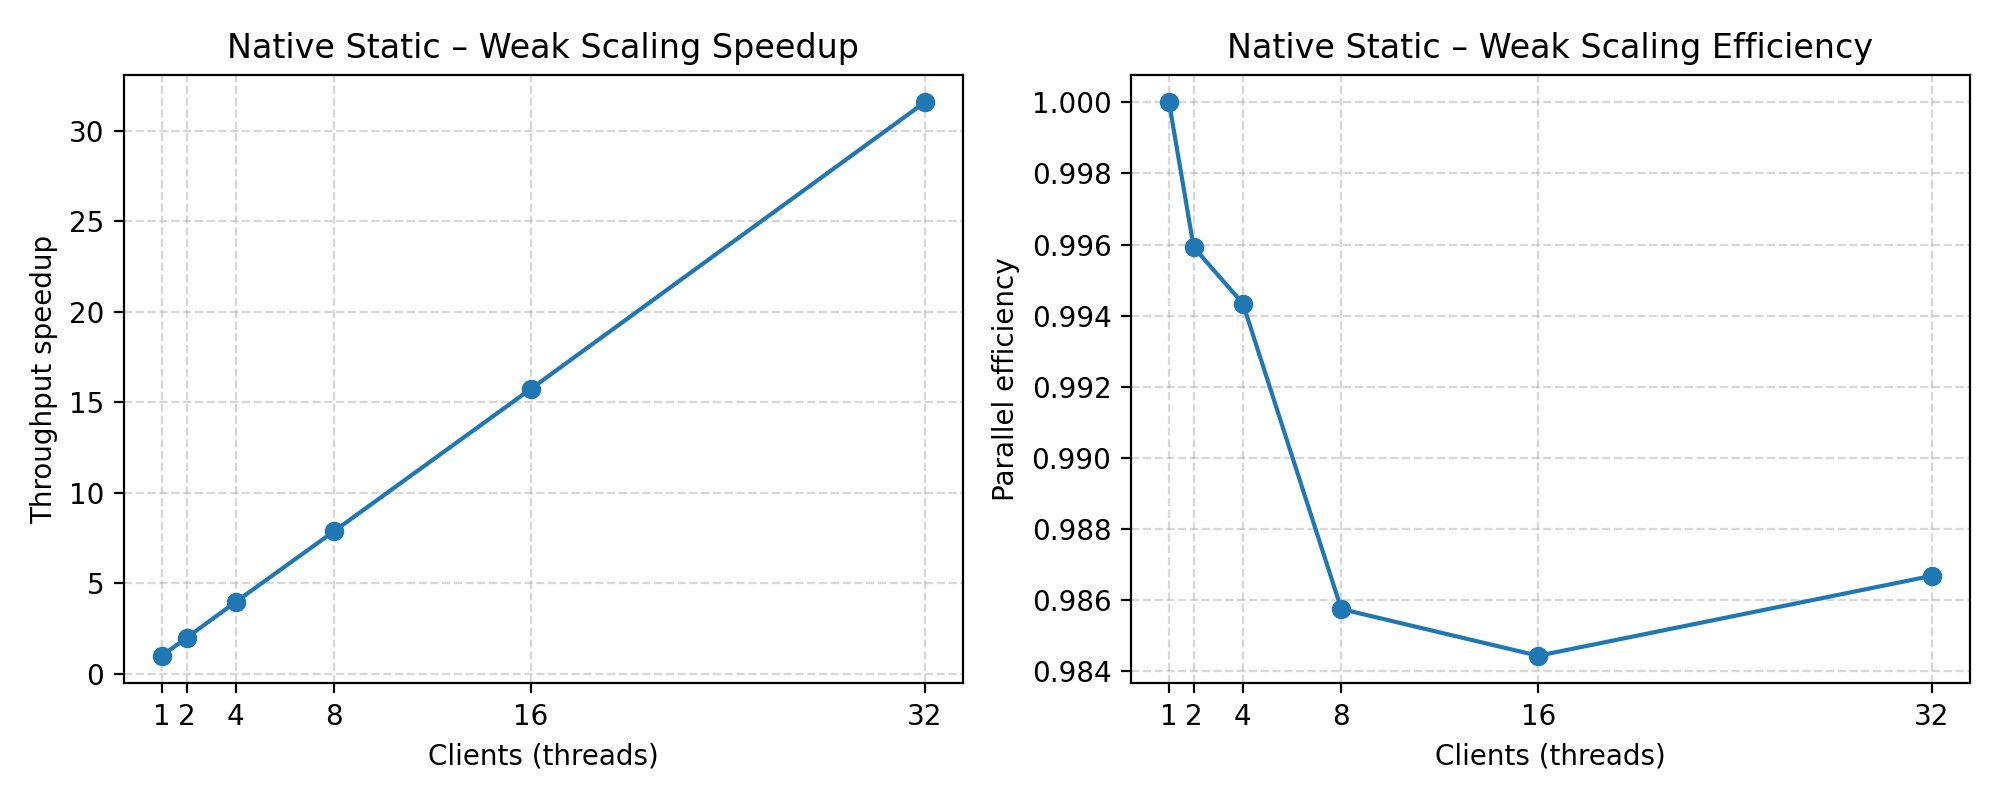 Native Static – Weak Scaling Speedup
Throughput speedup
30
25
20
15
10
5
0
1 2 4 8 16 32
Clients (threads)
Native Static – Weak Scaling Efficiency
Parallel efficiency
1.000
0.998
0.996
0.994
0.992
0.990
0.988
0.986
0.984
1 2 4 8 16 32
Clients (threads)